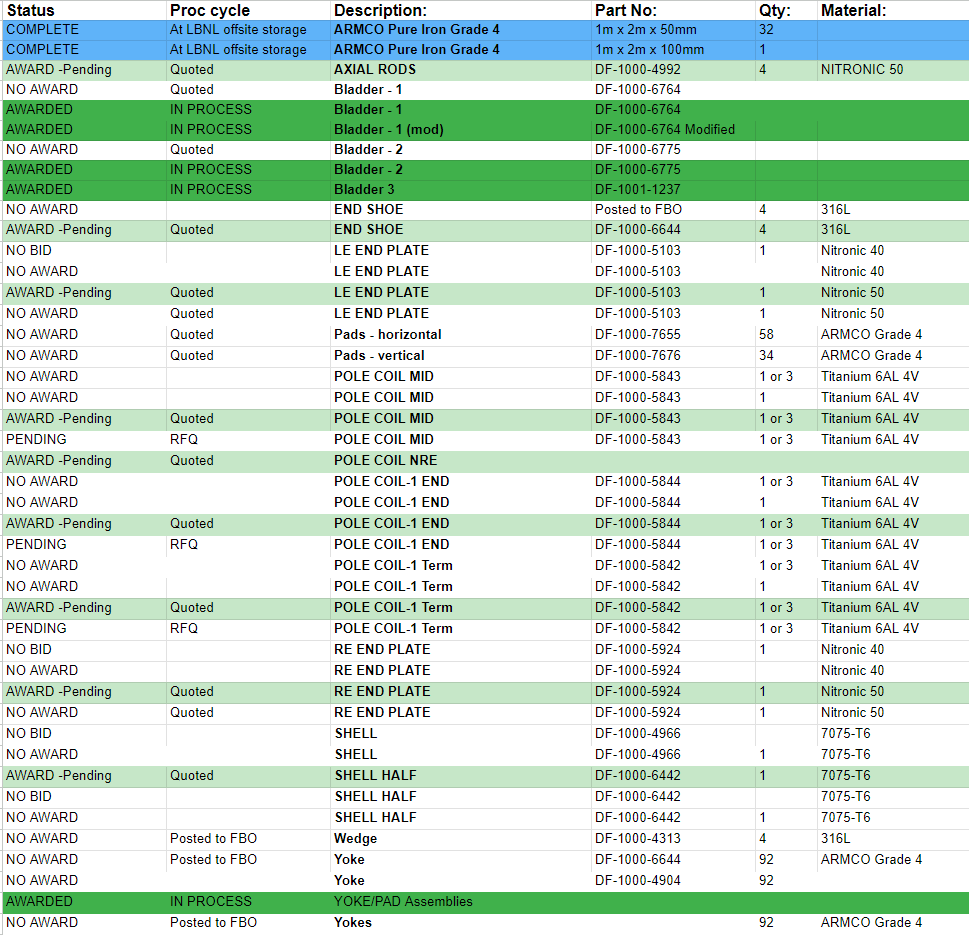 Status Proc cycle Description: Part No: Qty: Material:
COMPLETE At LBNL offsite storage ARMCO Pure Iron Grade 4 1m x 2m x 50mm 32
COMPLETE At LBNL offsite storage ARMCO Pure Iron Grade 4 1m x 2m x 100mm 1
AWARD -Pending Quoted AXIAL RODS DF-1000-4992 4 NITRONIC 50
NO AWARD Quoted Bladder - 1 DF-1000-6764
AWARDED IN PROCESS Bladder - 1 DF-1000-6764
AWARDED IN PROCESS Bladder - 1 (mod) DF-1000-6764 Modified
NO AWARD Quoted Bladder - 2 DF-1000-6775
AWARDED IN PROCESS Bladder - 2 DF-1000-6775
AWARDED IN PROCESS Bladder 3 DF-1001-1237
NO AWARD END SHOE Posted to FBO 4 316L
AWARD -Pending Quoted END SHOE DF-1000-6644 4 316L
NO BID LE END PLATE DF-1000-5103 1 Nitronic 40
NO AWARD LE END PLATE DF-1000-5103 Nitronic 40
AWARD -Pending Quoted LE END PLATE DF-1000-5103 1 Nitronic 50
NO AWARD Quoted LE END PLATE DF-1000-5103 1 Nitronic 50
NO AWARD Quoted Pads - horizontal DF-1000-7655 58 ARMCO Grade 4
NO AWARD Quoted Pads - vertical DF-1000-7676 34 ARMCO Grade 4
NO AWARD POLE COIL MID DF-1000-5843 1 or 3 Titanium 6AL 4V
NO AWARD POLE COIL MID DF-1000-5843 1 Titanium 6AL 4V
AWARD -Pending Quoted POLE COIL MID DF-1000-5843 1 or 3 Titanium 6AL 4V
PENDING RFQ POLE COIL MID DF-1000-5843 1 or 3 Titanium 6AL 4V
AWARD -Pending Quoted POLE COIL NRE
NO AWARD POLE COIL-1 END DF-1000-5844 1 or 3 Titanium 6AL 4V
NO AWARD POLE COIL-1 END DF-1000-5844 1 Titanium 6AL 4V
AWARD -Pending Quoted POLE COIL-1 END DF-1000-5844 1 or 3 Titanium 6AL 4V
PENDING RFQ POLE COIL-1 END DF-1000-5844 1 or 3 Titanium 6AL 4V
NO AWARD POLE COIL-1 Term DF-1000-5842 1 or 3 Titanium 6AL 4V
NO AWARD POLE COIL-1 Term DF-1000-5842 1 Titanium 6AL 4V
AWARD -Pending Quoted POLE COIL-1 Term DF-1000-5842 1 or 3 Titanium 6AL 4V
PENDING RFQ POLE COIL-1 Term DF-1000-5842 1 or 3 Titanium 6AL 4V
NO BID RE END PLATE DF-1000-5924 1 Nitronic 40
NO AWARD RE END PLATE DF-1000-5924 Nitronic 40
AWARD -Pending Quoted RE END PLATE DF-1000-5924 1 Nitronic 50
NO AWARD Quoted RE END PLATE DF-1000-5924 1 Nitronic 50
NO BID SHELL DF-1000-4966 7075-T6
NO AWARD SHELL DF-1000-4966 1 7075-T6
AWARD -Pending Quoted SHELL HALF DF-1000-6442 1 7075-T6
NO BID SHELL HALF DF-1000-6442 7075-T6
NO AWARD SHELL HALF DF-1000-6442 1 7075-T6
NO AWARD Posted to FBO Wedge DF-1000-4313 4 316L
NO AWARD Posted to FBO Yoke DF-1000-6644 92 ARMCO Grade 4
NO AWARD Yoke DF-1000-4904 92
AWARDED IN PROCESS YOKE/PAD Assemblies
NO AWARD Posted to FBO Yokes 92 ARMCO Grade 4